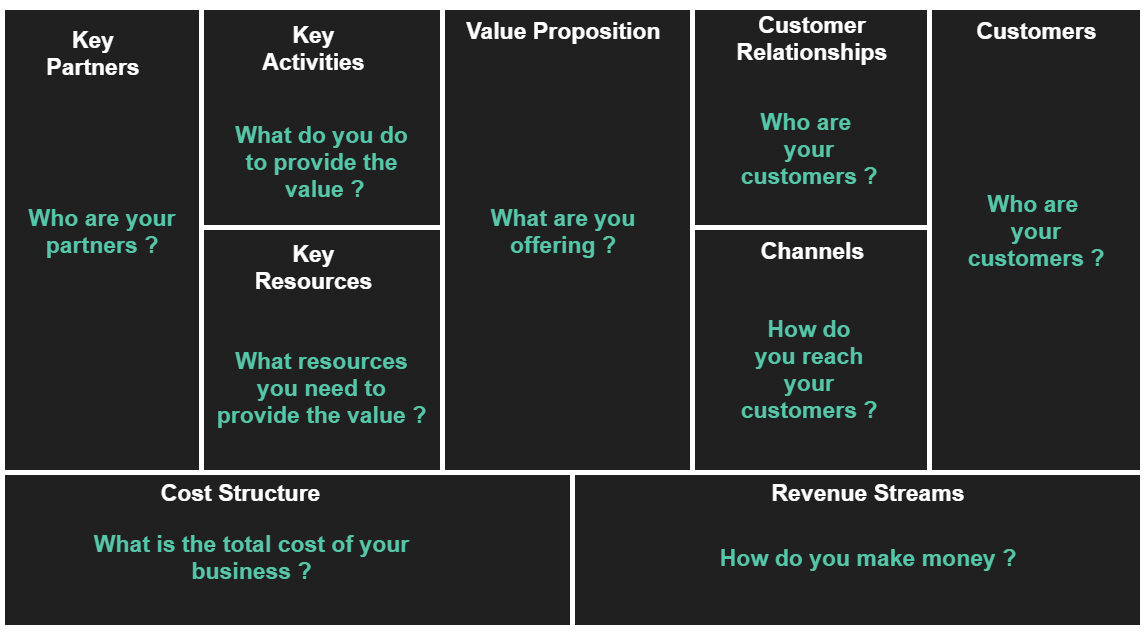 Key
Partners
Who are your
partners ?
Key
Activities
What do you do
to provide the
value ?
Key
Resources
What resources
you need to
provide the value ?
Value Proposition
What are you
offering ?
Customer
Relationships
Who are
your
customers ?
Channels
How do
you reach
your
customers ?
Customers
Who are
your
customers ?
Cost Structure
What is the total cost of your
business ?
Revenue Streams
How do you make money ?